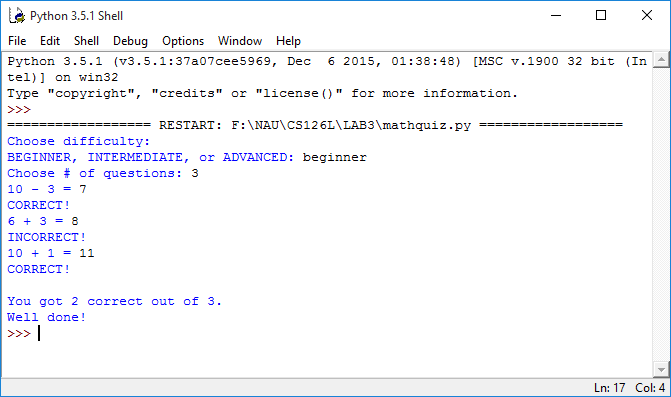 Python 3.5.1 Shell
File Edit Shell Debug Options Window Help
Python 3.5.1 (v3.5.1:37a07cee5969, Dec  6 2015, 01:38:48) [MSC v.1900 32 bit (In
tel)] on win32
Type "copyright", "credits" or "license()" for more information.
>>>
================== RESTART: F:\NAU\CS126L\LAB3\mathquiz.py ==================
Choose difficulty:
BEGINNER, INTERMEDIATE, or ADVANCED: beginner
Choose # of questions: 3
10 - 3 = 7
CORRECT!
6 + 3 = 8
INCORRECT!
10 + 1 = 11
CORRECT!
You got 2 correct out of 3.
Well done!
>>>
Ln: 17 Col: 4